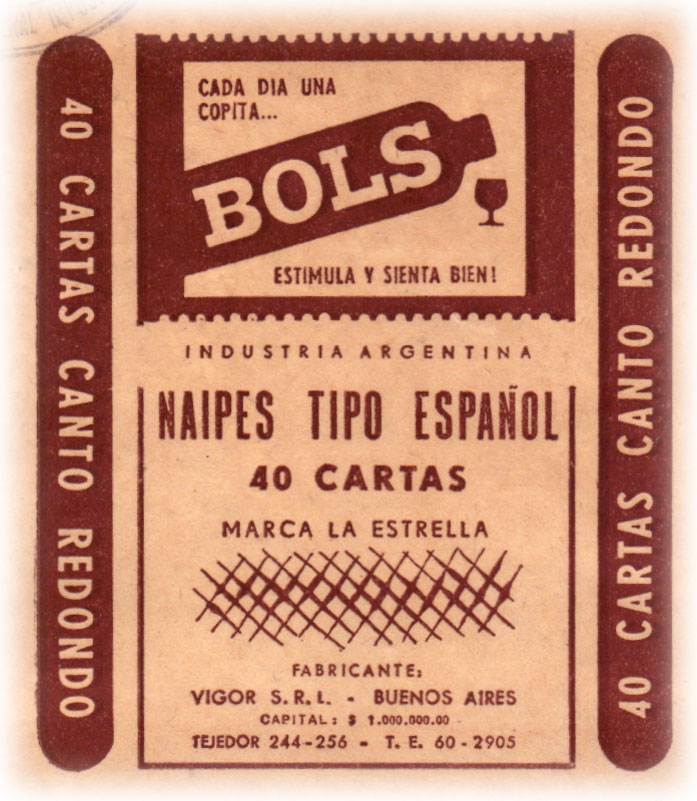 40 CARTAS CANTO REDONDO
CADA DIA UNA
COPITA...
BOLS
ESTIMULA Y SIENTA BIEN!
INDUSTRIA ARGENTINA
NAIPES TIPO ESPAÑOL
40 CARTAS
MARCA LA ESTRELLA
FABRICANTE:
VIGOR S.R.L. - BUENOS AIRES
CAPITAL: $ 1.000.000.00
TEJEDOR 244-256 - T. E. 60-2905
40 CARTAS CANTO REDONDO